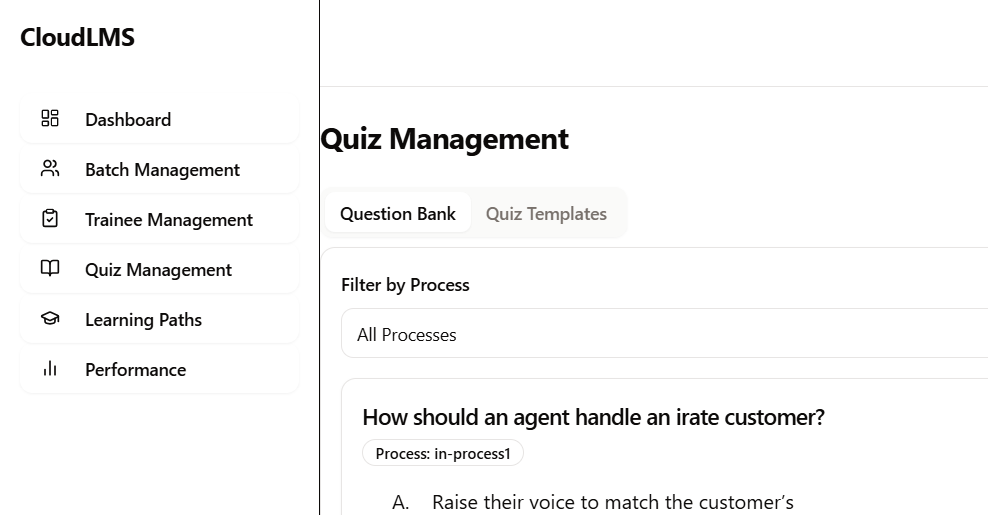 CloudLMS
Dashboard
Batch Management
Trainee Management
Quiz Management
Learning Paths
Performance
Quiz Management
Question Bank
Quiz Templates
Filter by Process
All Processes
How should an agent handle an irate customer?
Process: in-process1
A. Raise their voice to match the customer’s